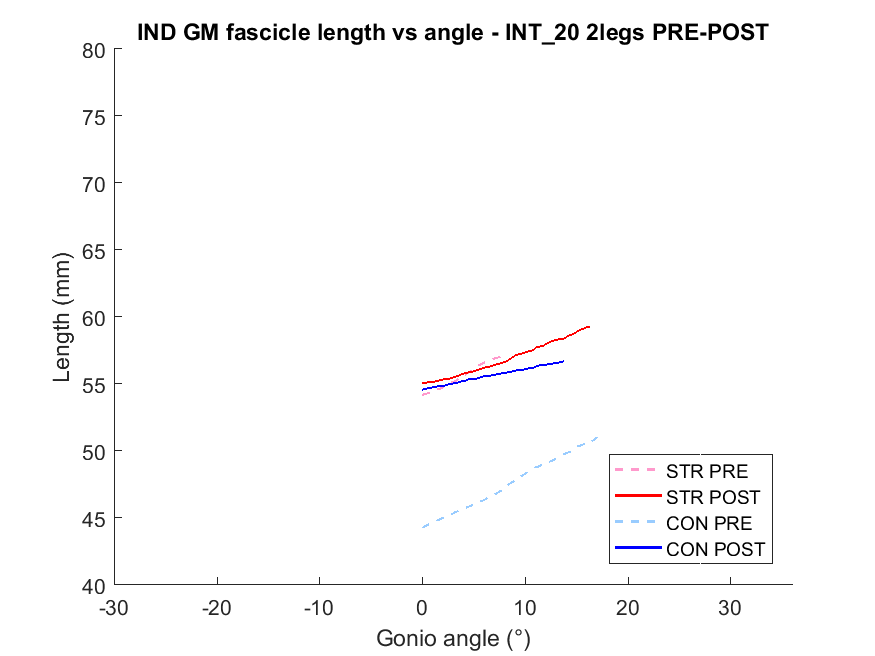 IND GM fascicle length vs angle - INT_20 2legs PRE-POST
80
75
70
65
60
55
50
45
40
Length (mm)
-30
-20
-10
0
10
20
30
Gonio angle (°)
STR PRE
STR POST
CON PRE
CON POST